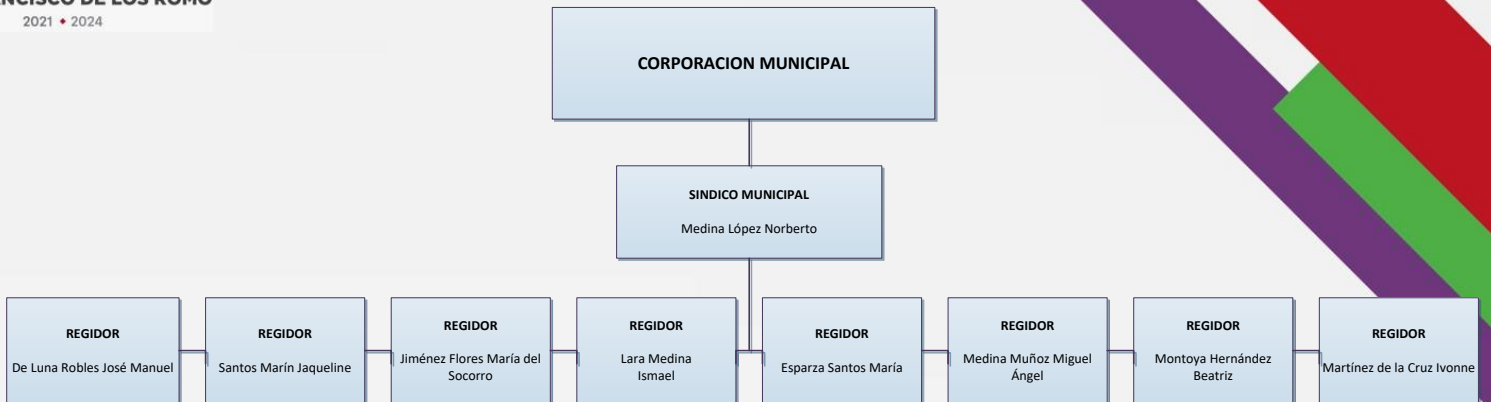 DE LOS ROMO
2021 ♦ 2024
CORPORACION MUNICIPAL
SINDICO MUNICIPAL
Medina López Norberto
REGIDOR
De Luna Robles José Manuel
REGIDOR
Santos Marín Jaqueline
REGIDOR
Jiménez Flores María del
Socorro
REGIDOR
Lara Medina
Ismael
REGIDOR
Esparza Santos María
REGIDOR
Medina Muñoz Miguel
Ángel
REGIDOR
Montoya Hernández
Beatriz
REGIDOR
Martínez de la Cruz Ivonne